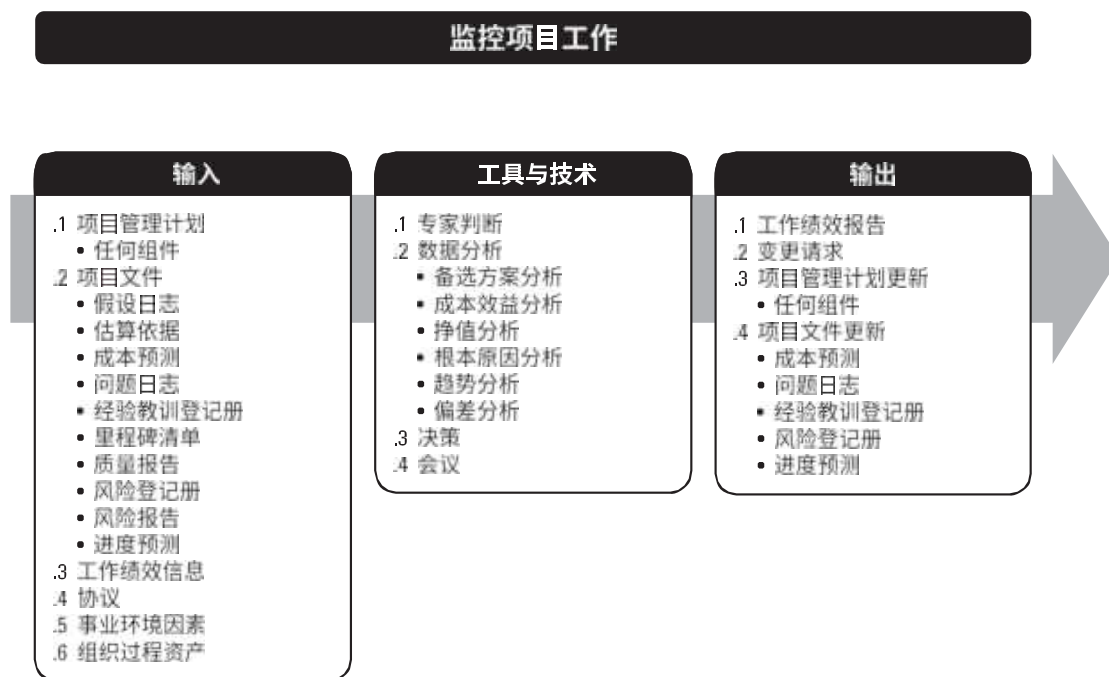 监控项目工作
输入
.1 项目管理计划
• 任何组件
.2 项目文件
• 假设日志
• 估算依据
• 成本预测
• 问题日志
• 经验教训登记册
• 里程碑清单
• 质量报告
• 风险登记册
• 风险报告
• 进度预测
.3 工作绩效信息
.4 协议
.5 事业环境因素
.6 组织过程资产
工具与技术
.1 专家判断
.2 数据分析
• 备选方案分析
• 成本效益分析
• 挣值分析
• 根本原因分析
• 趋势分析
• 偏差分析
.3 决策
.4 会议
输出
.1 工作绩效报告
.2 变更请求
.3 项目管理计划更新
• 任何组件
.4 项目文件更新
• 成本预测
• 问题日志
• 经验教训登记册
• 风险登记册
• 进度预测